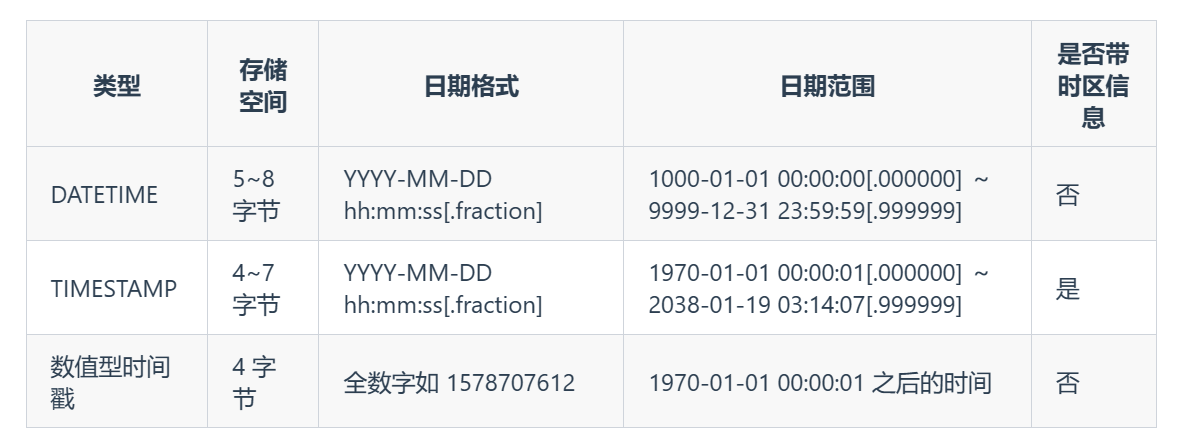 类型
存储
空间
日期格式
日期范围
是否带
时区信
息
DATETIME
5~8
字节
YYYY-MM-DD
hh:mm:ss[.fraction]
1000-01-01 00:00:00[.000000] ~
9999-12-31 23:59:59[.999999]
否
TIMESTAMP
4~7
字节
YYYY-MM-DD
hh:mm:ss[.fraction]
1970-01-01 00:00:01[.000000] ~
2038-01-19 03:14:07[.999999]
是
数值型时间
戳
4 字
节
全数字如 1578707612
1970-01-01 00:00:01 之后的时间
否